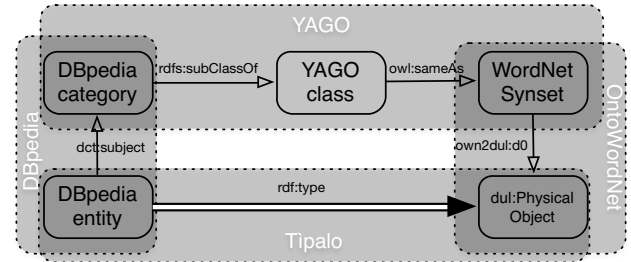 YAGO
DBpedia
category
rdfs:subClassOf
YAGO
class
owl:sameAs
WordNet
Synset
DBpedia
dct:subject
own2dul:d0
OntoWordNet
DBpedia
entity
rdf:type
dul:Physical
Object
Tìpalo